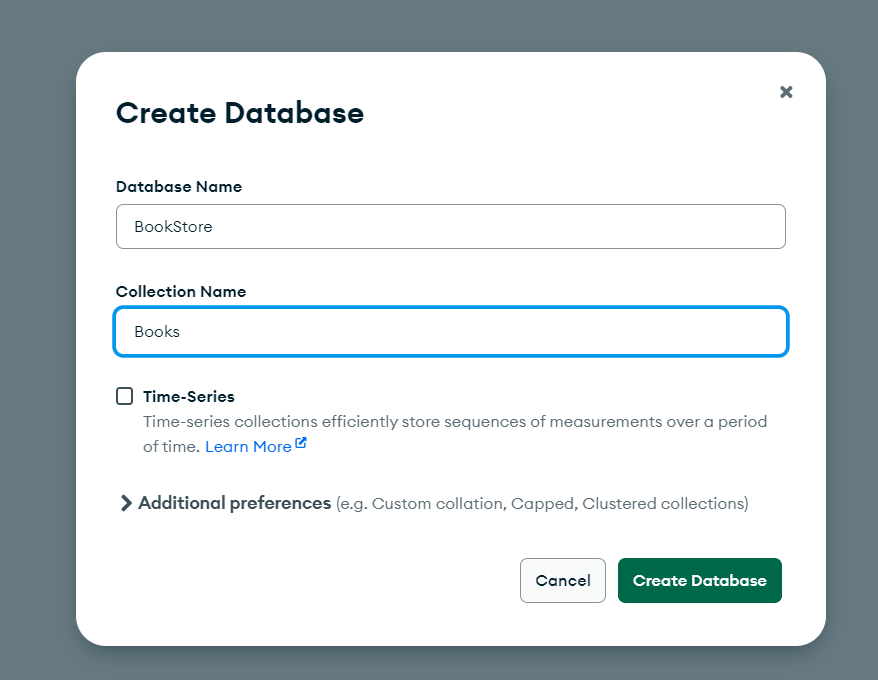 Create Database
Database Name
BookStore
Collection Name
Books
Time-Series
Time-series collections efficiently store sequences of measurements over a period
of time. Learn More
Additional preferences (e.g. Custom collation, Capped, Clustered collections)
Cancel
Create Database